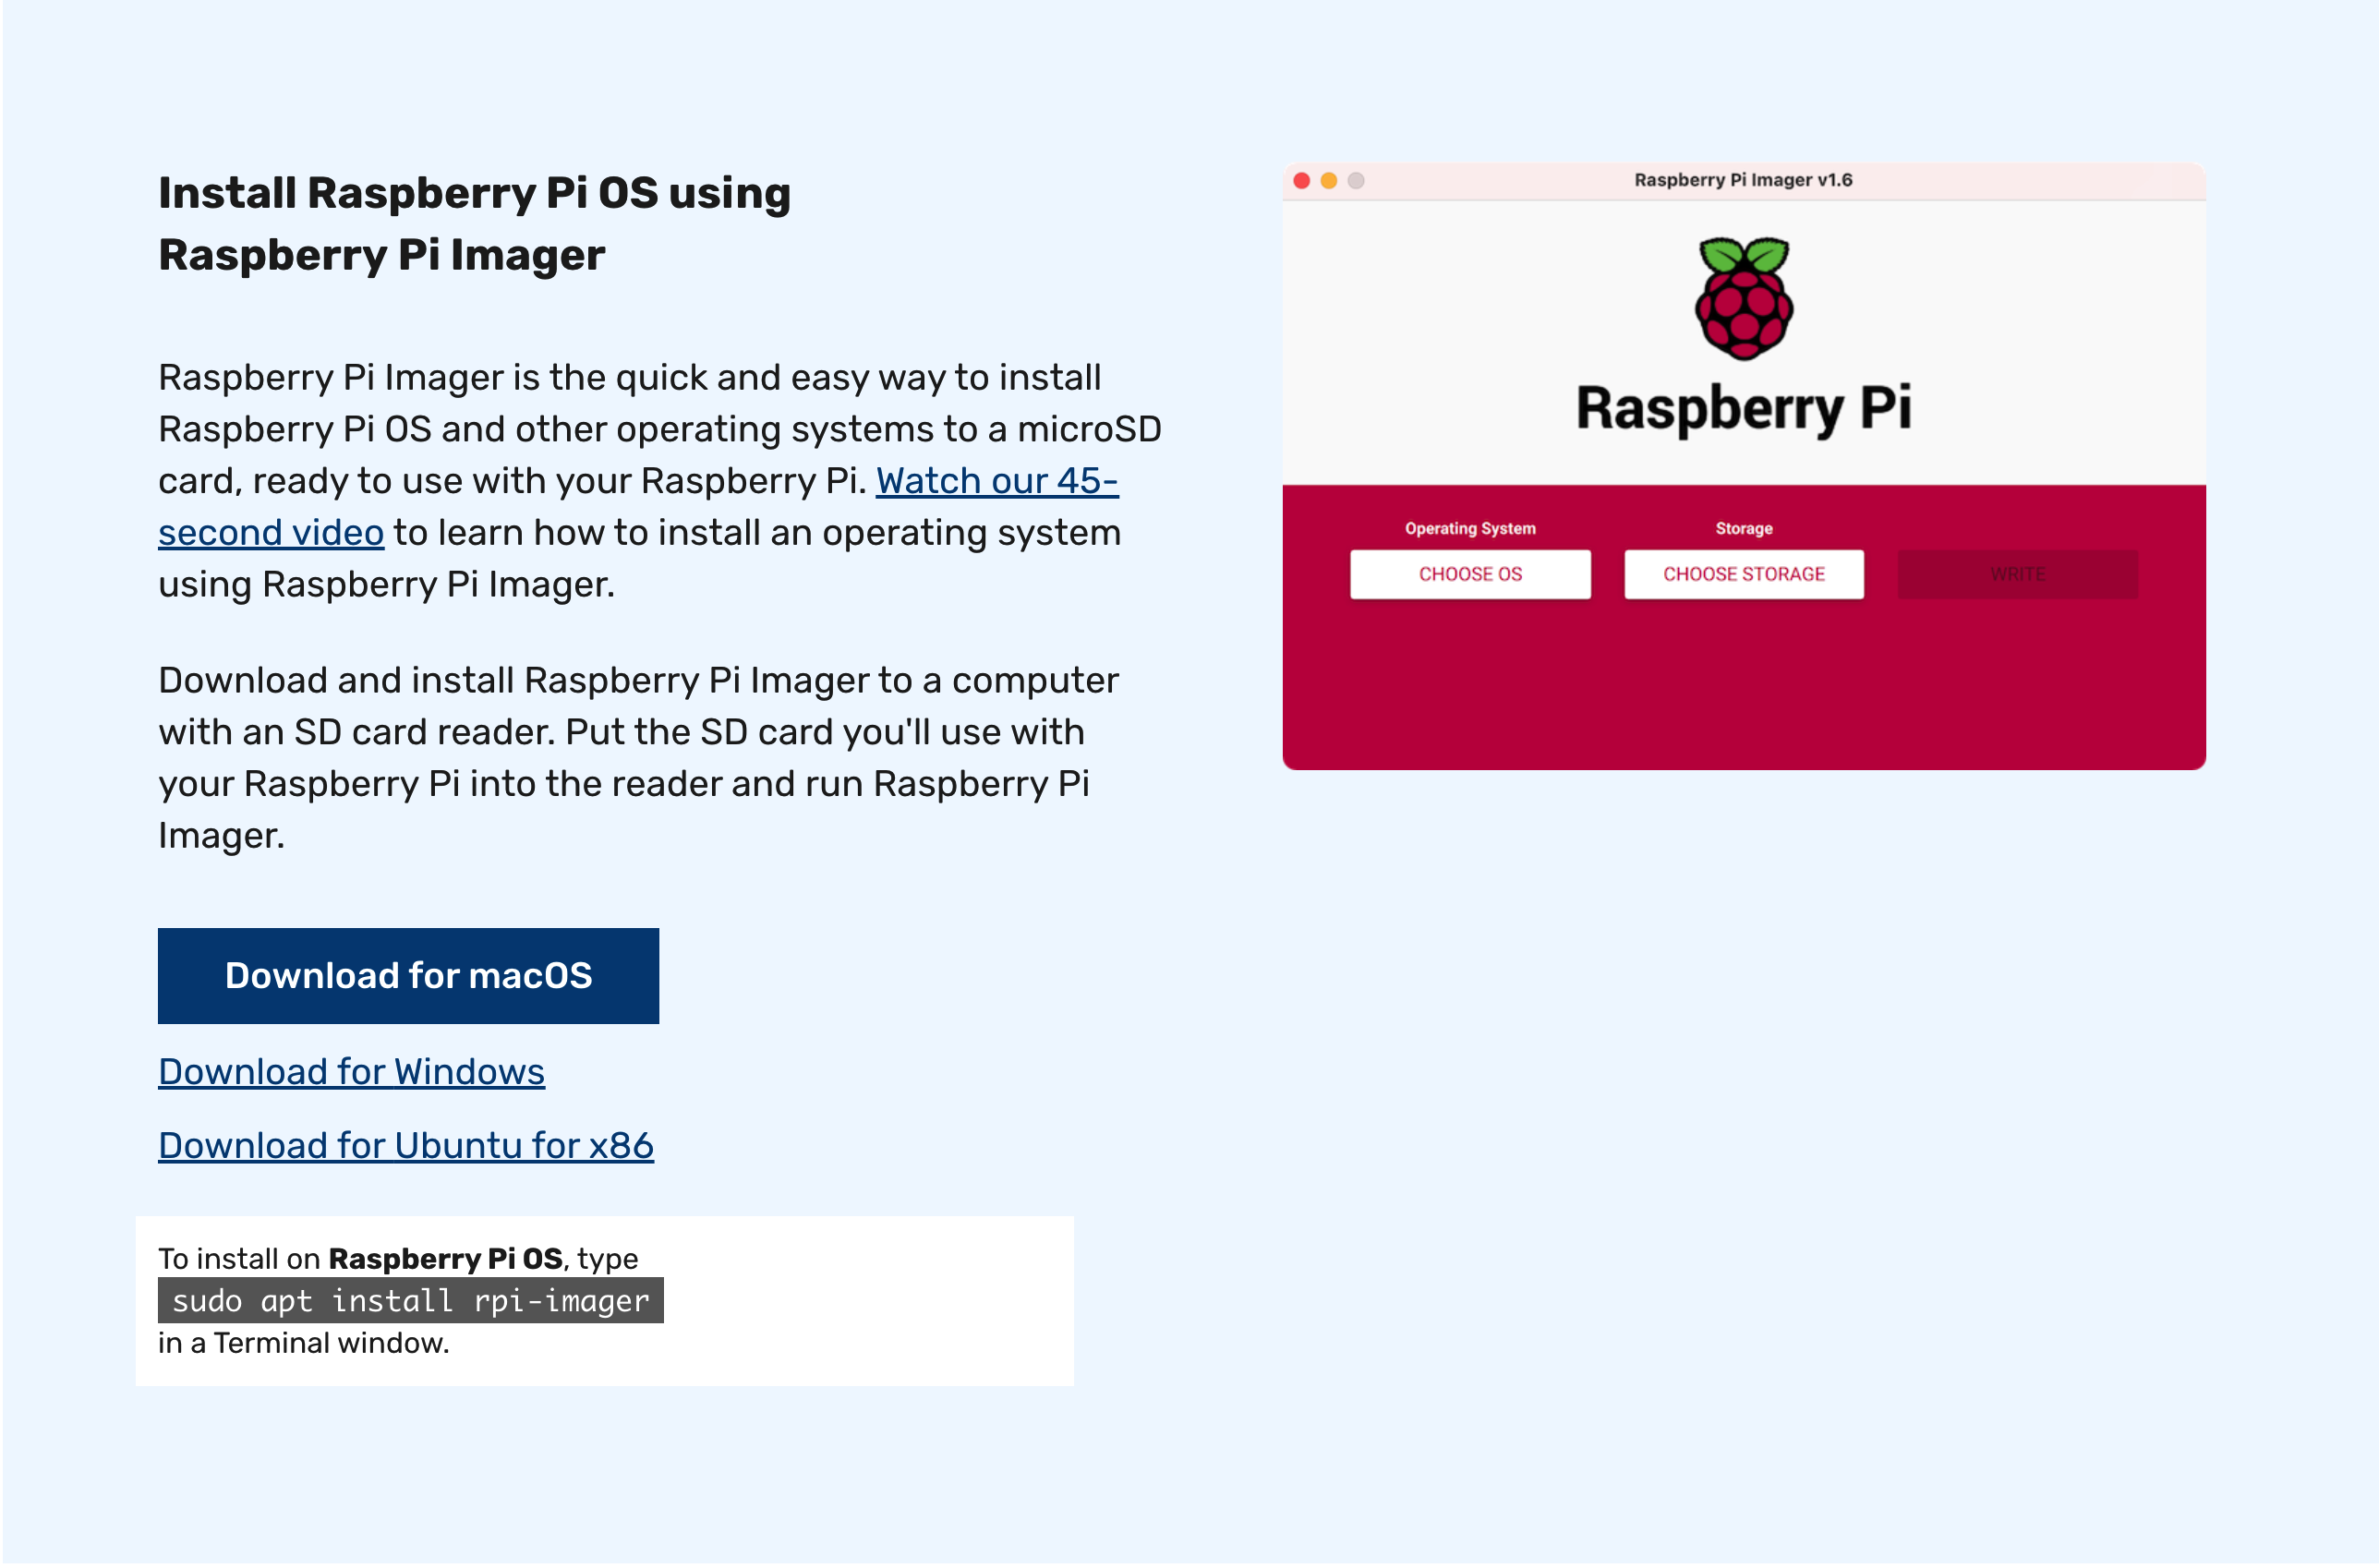 Install Raspberry Pi OS using
Raspberry Pi Imager
Raspberry Pi Imager is the quick and easy way to install
Raspberry Pi OS and other operating systems to a microSD
card, ready to use with your Raspberry Pi. Watch our 45-
second video to learn how to install an operating system
using Raspberry Pi Imager.
Download and install Raspberry Pi Imager to a computer
with an SD card reader. Put the SD card you'll use with
your Raspberry Pi into the reader and run Raspberry Pi
Imager.
Download for macOS
Download for Windows
Download for Ubuntu for x86
To install on Raspberry Pi OS, type
sudo apt install rpi-imager
in a Terminal window.
Raspberry Pi Imager v1.6
Raspberry Pi
Operating System
Storage
CHOOSE OS
CHOOSE STORAGE
WRITE